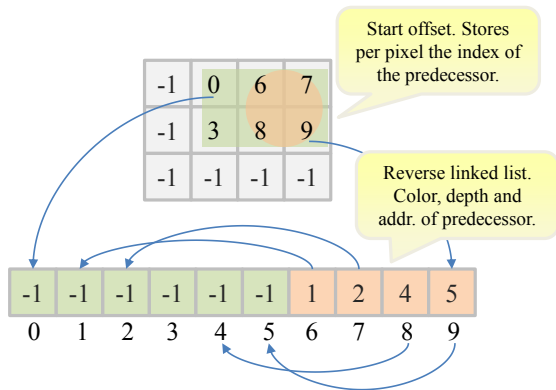 Start offset. Stores
per pixel the index of
the predecessor.
-1 0 6 7
-1 3 8 9
-1 -1 -1 -1
Reverse linked list.
Color, depth and
addr. of predecessor.
-1 -1 -1 -1 -1 -1 1 2 4 5
0 1 2 3 4 5 6 7 8 9